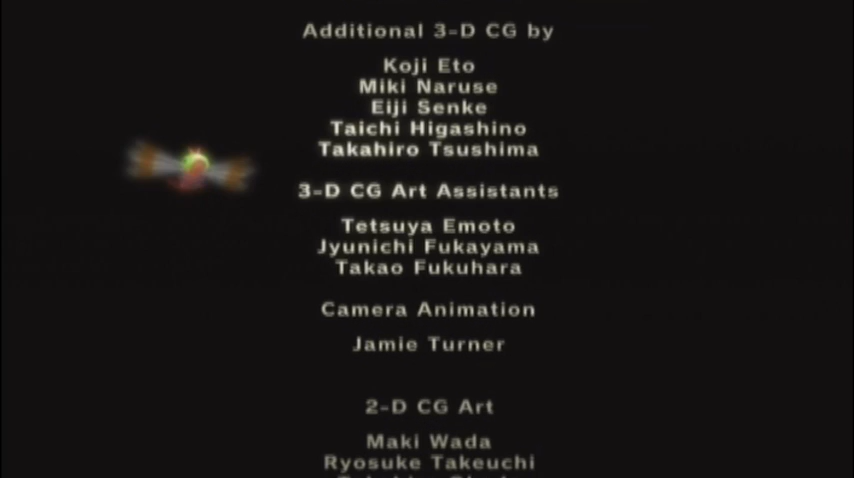 Additional 3-D CG by
Koji Eto
Miki Naruse
Eiji Senke
Taichi Higashino
Takahiro Tsushima
3-D CG Art Assistants
Tetsuya Emoto
Jyunichi Fukayama
Takao Fukuhara
Camera Animation
Jamie Turner
2-D CG Art
Maki Wada
Ryosuke Takeuchi